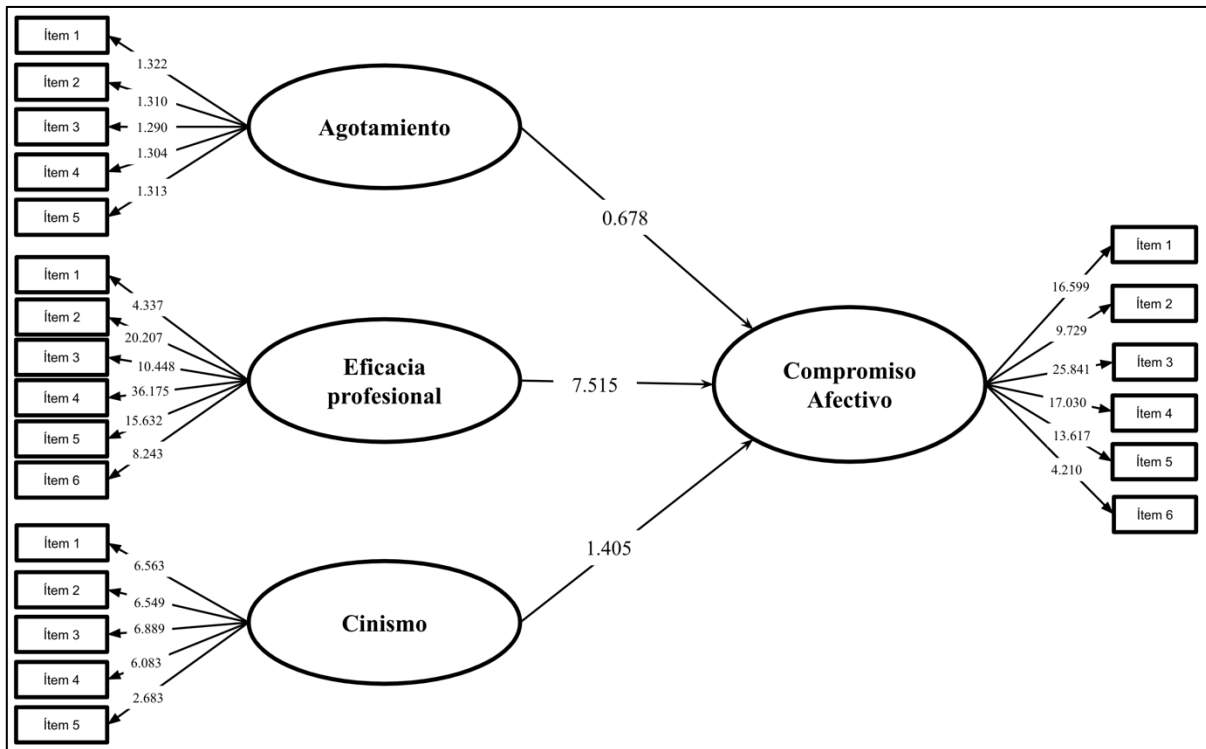 Ítem 1
1.322
Ítem 2
1.310
Ítem 3
1.290
Ítem 4
1.304
Ítem 5
1.313
Agotamiento
0.678
Ítem 1
4.337
Ítem 2
20.207
Ítem 3
10.448
Ítem 4
36.175
Ítem 5
15.632
Ítem 6
8.243
Eficacia
profesional
7.515
Ítem 1
6.563
Ítem 2
6.549
Ítem 3
6.889
Ítem 4
6.083
Ítem 5
2.683
Cinismo
1.405
Compromiso
Afectivo
Ítem 1
16.599
Ítem 2
9.729
Ítem 3
25.841
Ítem 4
17.030
Ítem 5
13.617
Ítem 6
4.210